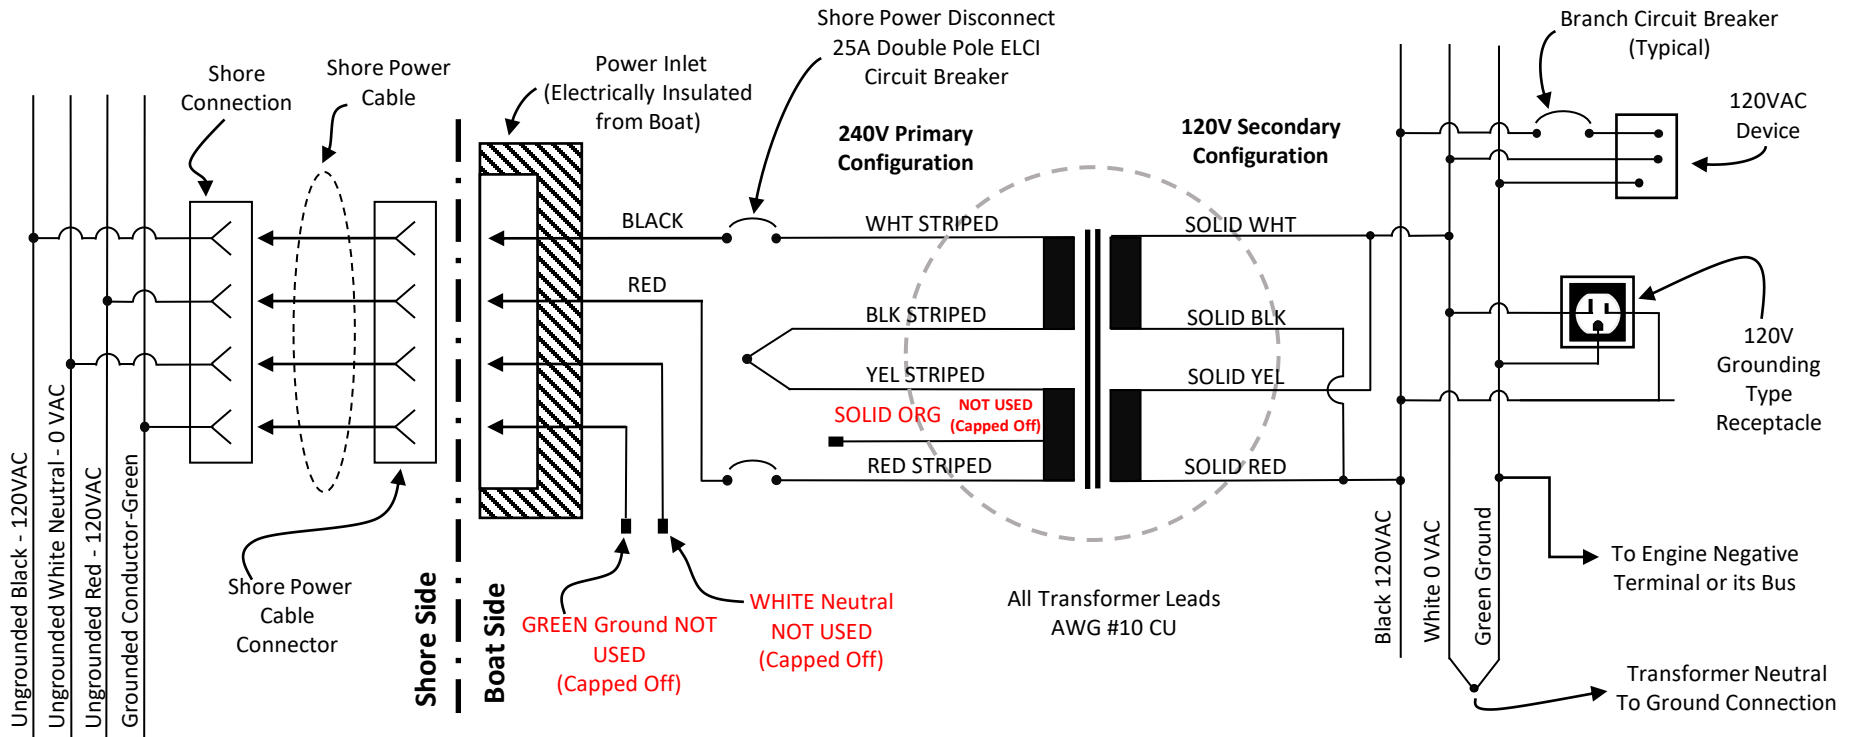 Shore
Connection
Shore Power
Cable
Power Inlet
(Electrically Insulated
from Boat)
Shore Power Disconnect
25A Double Pole ELCI
Circuit Breaker
240V Primary
Configuration
120V Secondary
Configuration
Branch Circuit Breaker
(Typical)
120VAC
Device
BLACK
RED
WHT STRIPED
BLK STRIPED
YEL STRIPED
SOLID ORG
NOT USED
(Capped Off)
RED STRIPED
SOLID WHT
SOLID BLK
SOLID YEL
SOLID RED
120V
Grounding
Type
Receptacle
Ungrounded Black - 120VAC
Ungrounded White Neutral - 0 VAC
Ungrounded Red - 120VAC
Grounded Conductor-Green
Shore Power
Cable
Connector
Shore Side
Boat Side
GREEN Ground NOT
USED
(Capped Off)
WHITE Neutral
NOT USED
(Capped Off)
All Transformer Leads
AWG #10 CU
Black 120VAC
White 0 VAC
Green Ground
To Engine Negative
Terminal or its Bus
Transformer Neutral
To Ground Connection